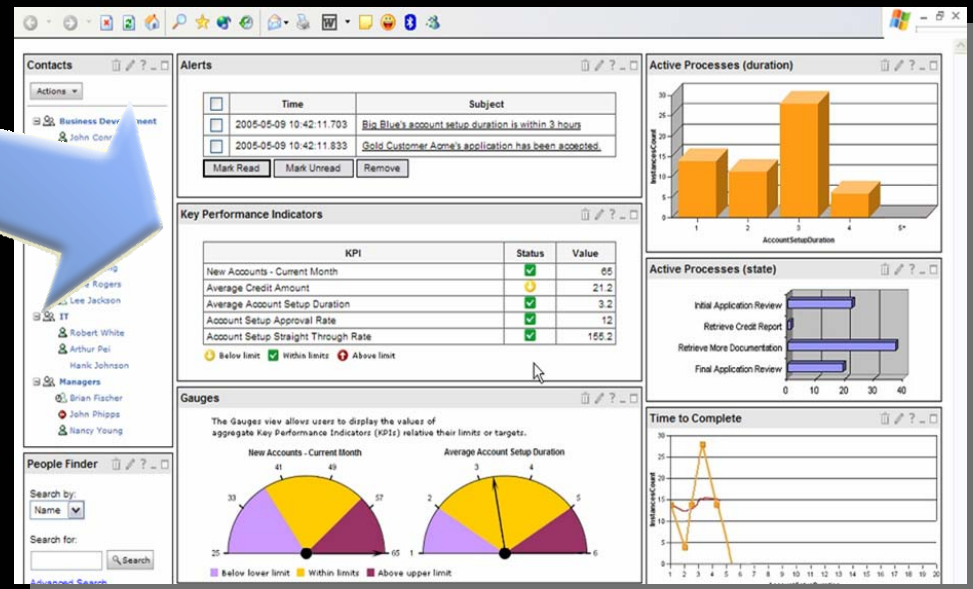 Contacts
Actions
Business Development
John Con
Rogers
Lee Jackson
IT
Robert White
Arthur Pei
Hank Johnson
Managers
Brian Fischer
John Phipps
Nancy Young
People Finder
Search by:
Name
Search for:
Search
Advanced Search
Alerts
Time Subject
2005-05-09 10:42:11.703 Big Blue's account setup duration is within 3 hours
2005-05-09 10:42:11.833 Gold Customer Acme's application has been accepted.
Mark Read Mark Unread Remove
Key Performance Indicators
KPI Status Value
New Accounts - Current Month 65
Average Credit Amount 21.2
Average Account Setup Duration 3.2
Account Setup Approval Rate 12
Account Setup Straight Through Rate 155.2
Below limit Within limits Above limit
Gauges
The Gauges view allows users to display the values of
aggregate Key Performance Indicators (KPIs) relative their limits or targets.
New Accounts - Current Month
25 33 41 49 57 65
Average Account Setup Duration
1 2 3 4 5 6
Below lower limit Within limits Above upper limit
Active Processes (duration)
InstancesCount
30
25
20
15
10
5
0
1 2 3 4 5*
AccountSetupDuration
Active Processes (state)
Initial Application Review
Retrieve Credit Report
Retrieve More Documentation
Final Application Review
0 10 20 30 40
Time to Complete
InstancesCount
30
25
20
15
10
5
0
1 2 3 4 5 6 7 8 9 10 11 12 13 14 15 16 17 18 19 20